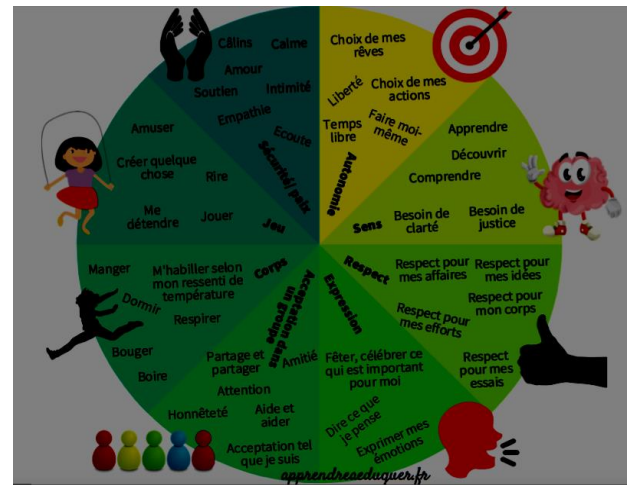 Câlins
Calme
Amour
Soutien
Intimité
Empathie
Ecoute
Sécurité/ paix
Choix de mes
rêves
Liberté
Choix de mes
actions
Temps
libre
Faire moi-
même
Autonomie
Apprendre
Découvrir
Comprendre
Sens
Besoin de
clarté
Besoin de
justice
Respect
Respect pour
mes affaires
Respect pour
mes idées
Respect pour
mon corps
Respect pour
mes efforts
Respect
pour mes
essais
Expression
Fêter, célébrer ce
qui est important
pour moi
Dire ce que
je pense
Exprimer mes
émotions
Acceptation dans
un groupe
Amitié
Partage et
partager
Attention
Honnêteté
Aide et
aider
Acceptation tel
que je suis
Corps
Manger
M'habiller selon
mon ressenti de
température
Dormir
Respirer
Bouger
Boire
Jeu
Amuser
Créer quelque
chose
Rire
Me
détendre
Jouer
apprendreaeduquer.fr